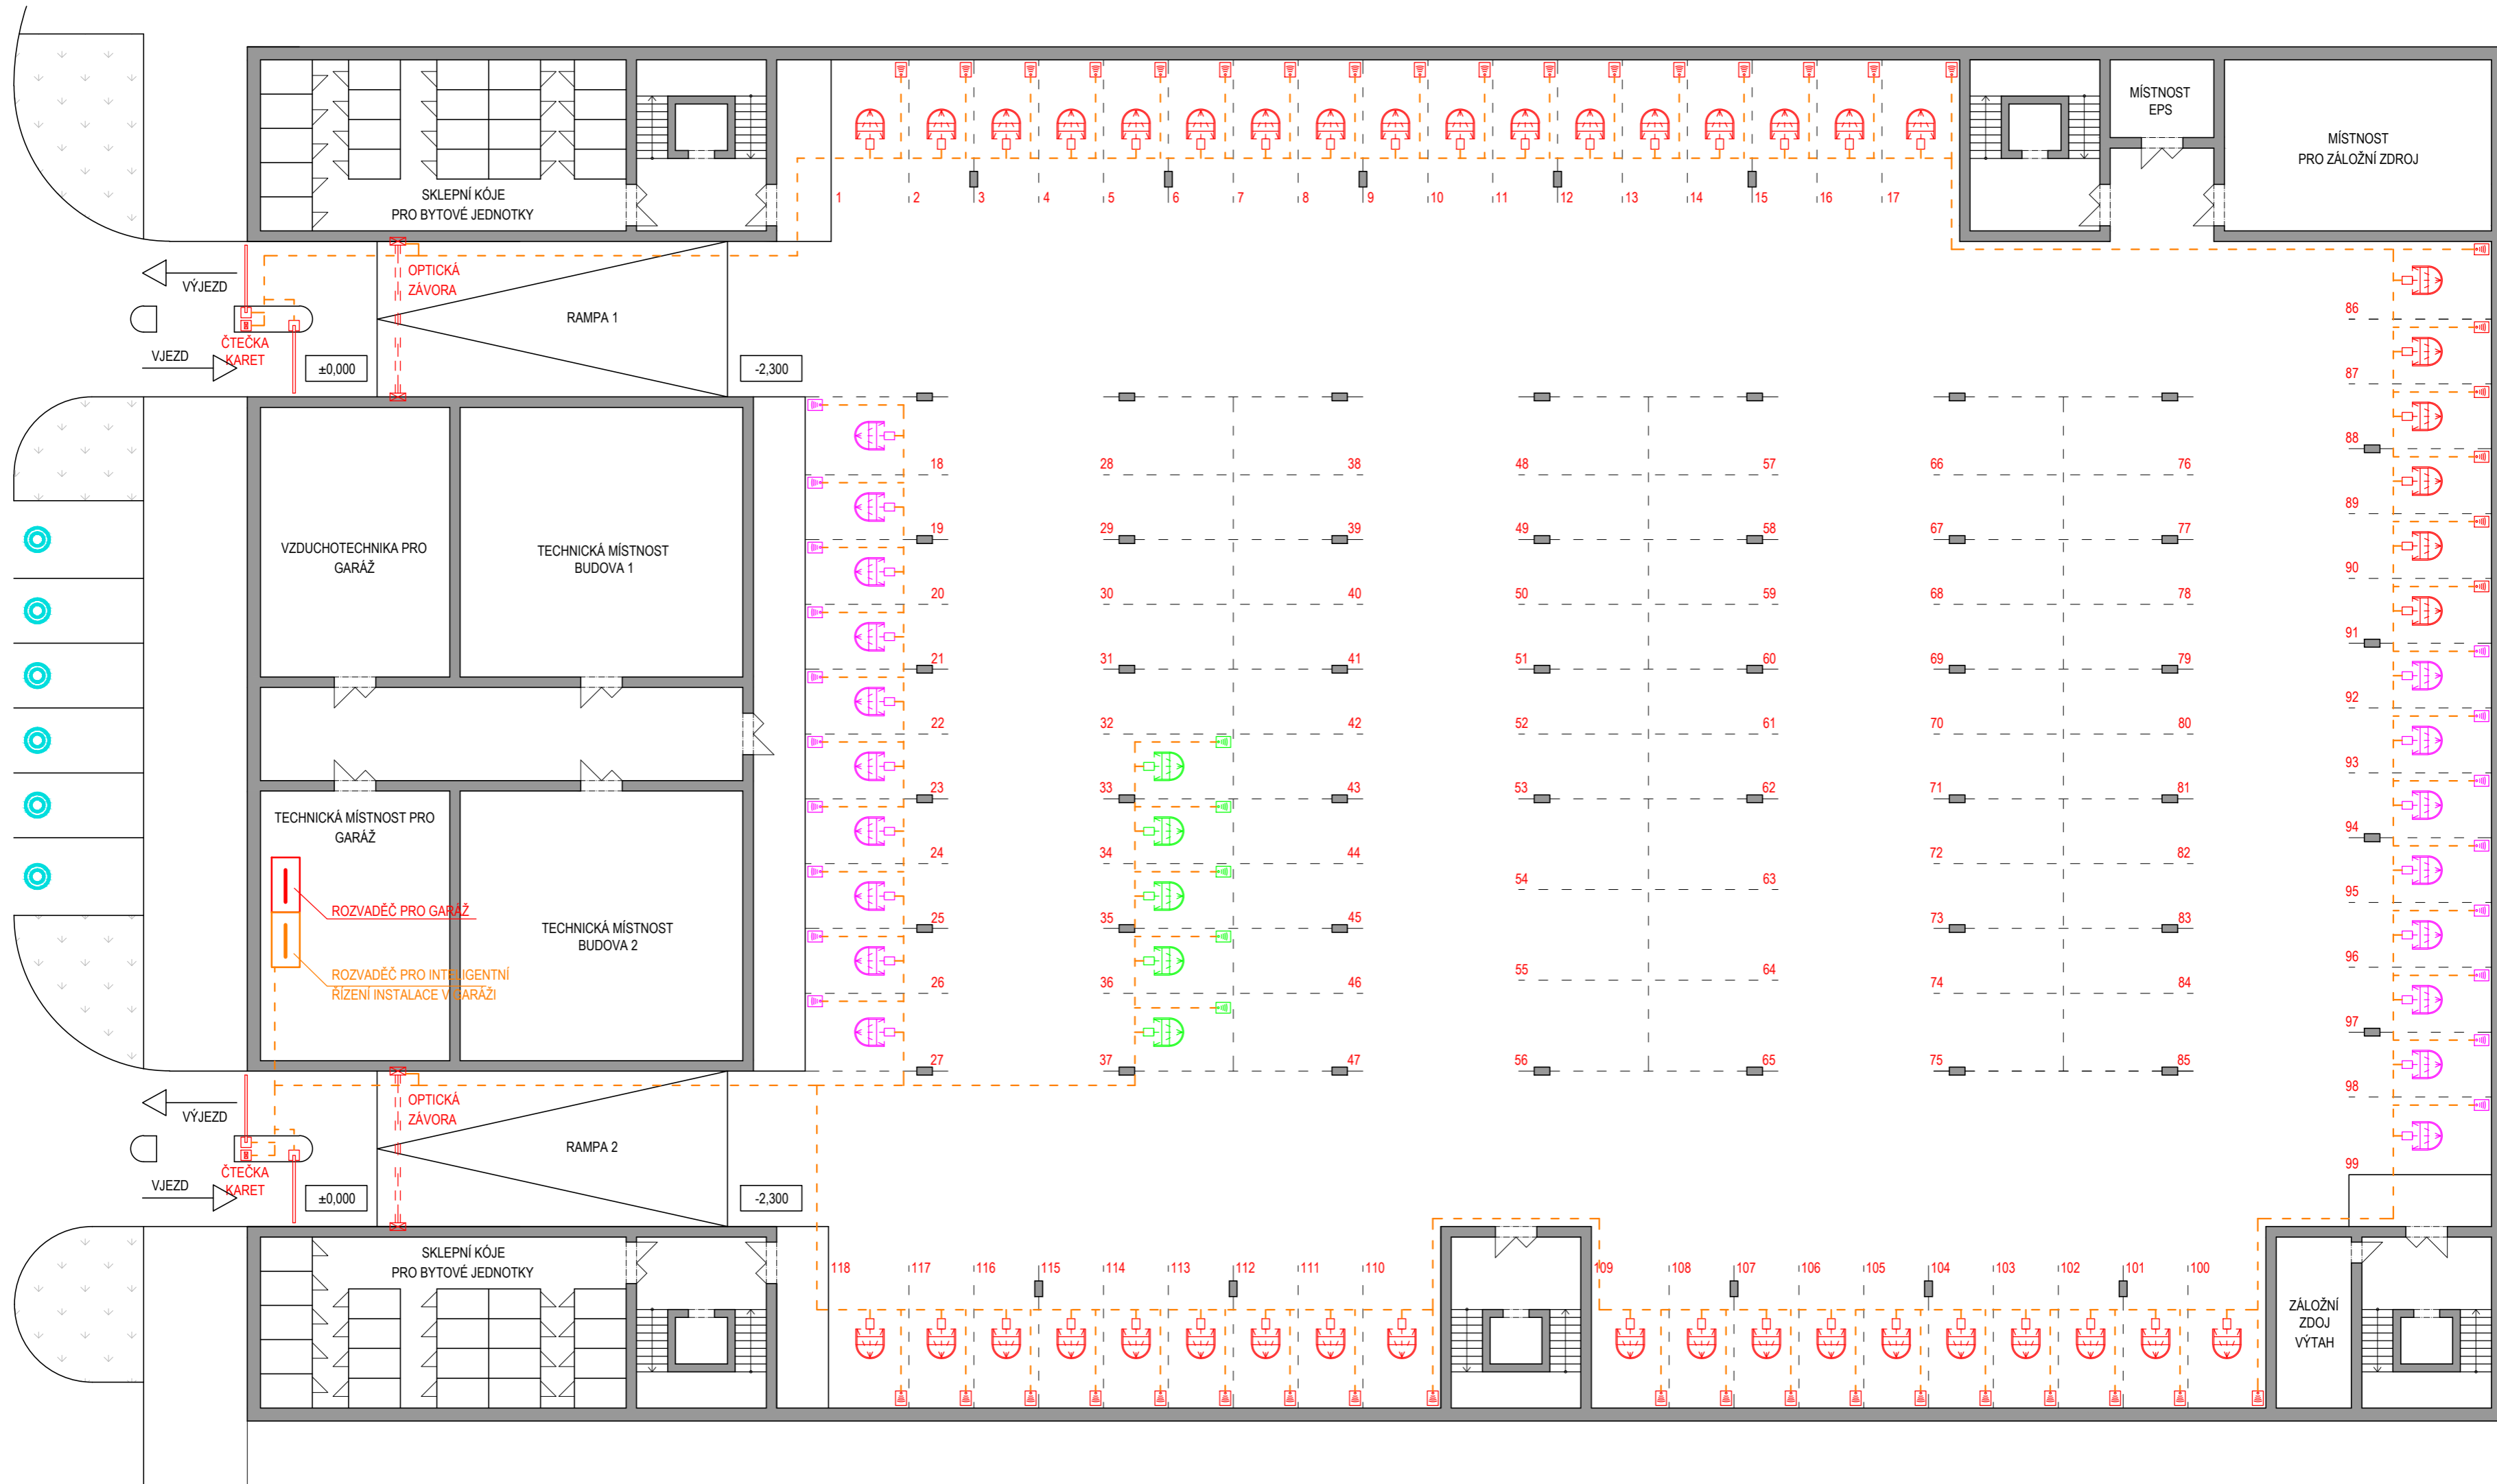 SKLEPNÍ KÓJE
PRO BYTOVÉ JEDNOTKY
MÍSTNOST
EPS
MÍSTNOST
PRO ZÁLOŽNÍ ZDROJ
1 2 3 4 5 6 7 8 9 10 11 12 13 14 15 16 17
VÝJEZD
OPTICKÁ
ZÁVORA
RAMPA 1
ČTEČKA
KARET
VJEZD
±0,000
-2,300
86
87
88
89
90
91
92
93
94
95
96
97
98
99
18 28 38 48 57 66 76
19 29 39 49 58 67 77
20 30 40 50 59 68 78
21 31 41 51 60 69 79
22 32 42 52 61 70 80
23 33 43 53 62 71 81
24 34 44 54 63 72 82
25 35 45 73 83
26 36 46 55 64 74 84
27 37 47 56 65 75 85
VZDUCHOTECHNIKA PRO
GARÁŽ
TECHNICKÁ MÍSTNOST
BUDOVA 1
TECHNICKÁ MÍSTNOST PRO
GARÁŽ
ROZVADĚČ PRO GARÁŽ
ROZVADĚČ PRO INTELIGENTNÍ
ŘÍZENÍ INSTALACE V GARÁŽI
TECHNICKÁ MÍSTNOST
BUDOVA 2
VÝJEZD
OPTICKÁ
ZÁVORA
RAMPA 2
ČTEČKA
KARET
VJEZD
±0,000
-2,300
SKLEPNÍ KÓJE
PRO BYTOVÉ JEDNOTKY
118 117 116 115 114 113 112 111 110 109 108 107 106 105 104 103 102 101 100
ZÁLOŽNÍ
ZDOJ
VÝTAH